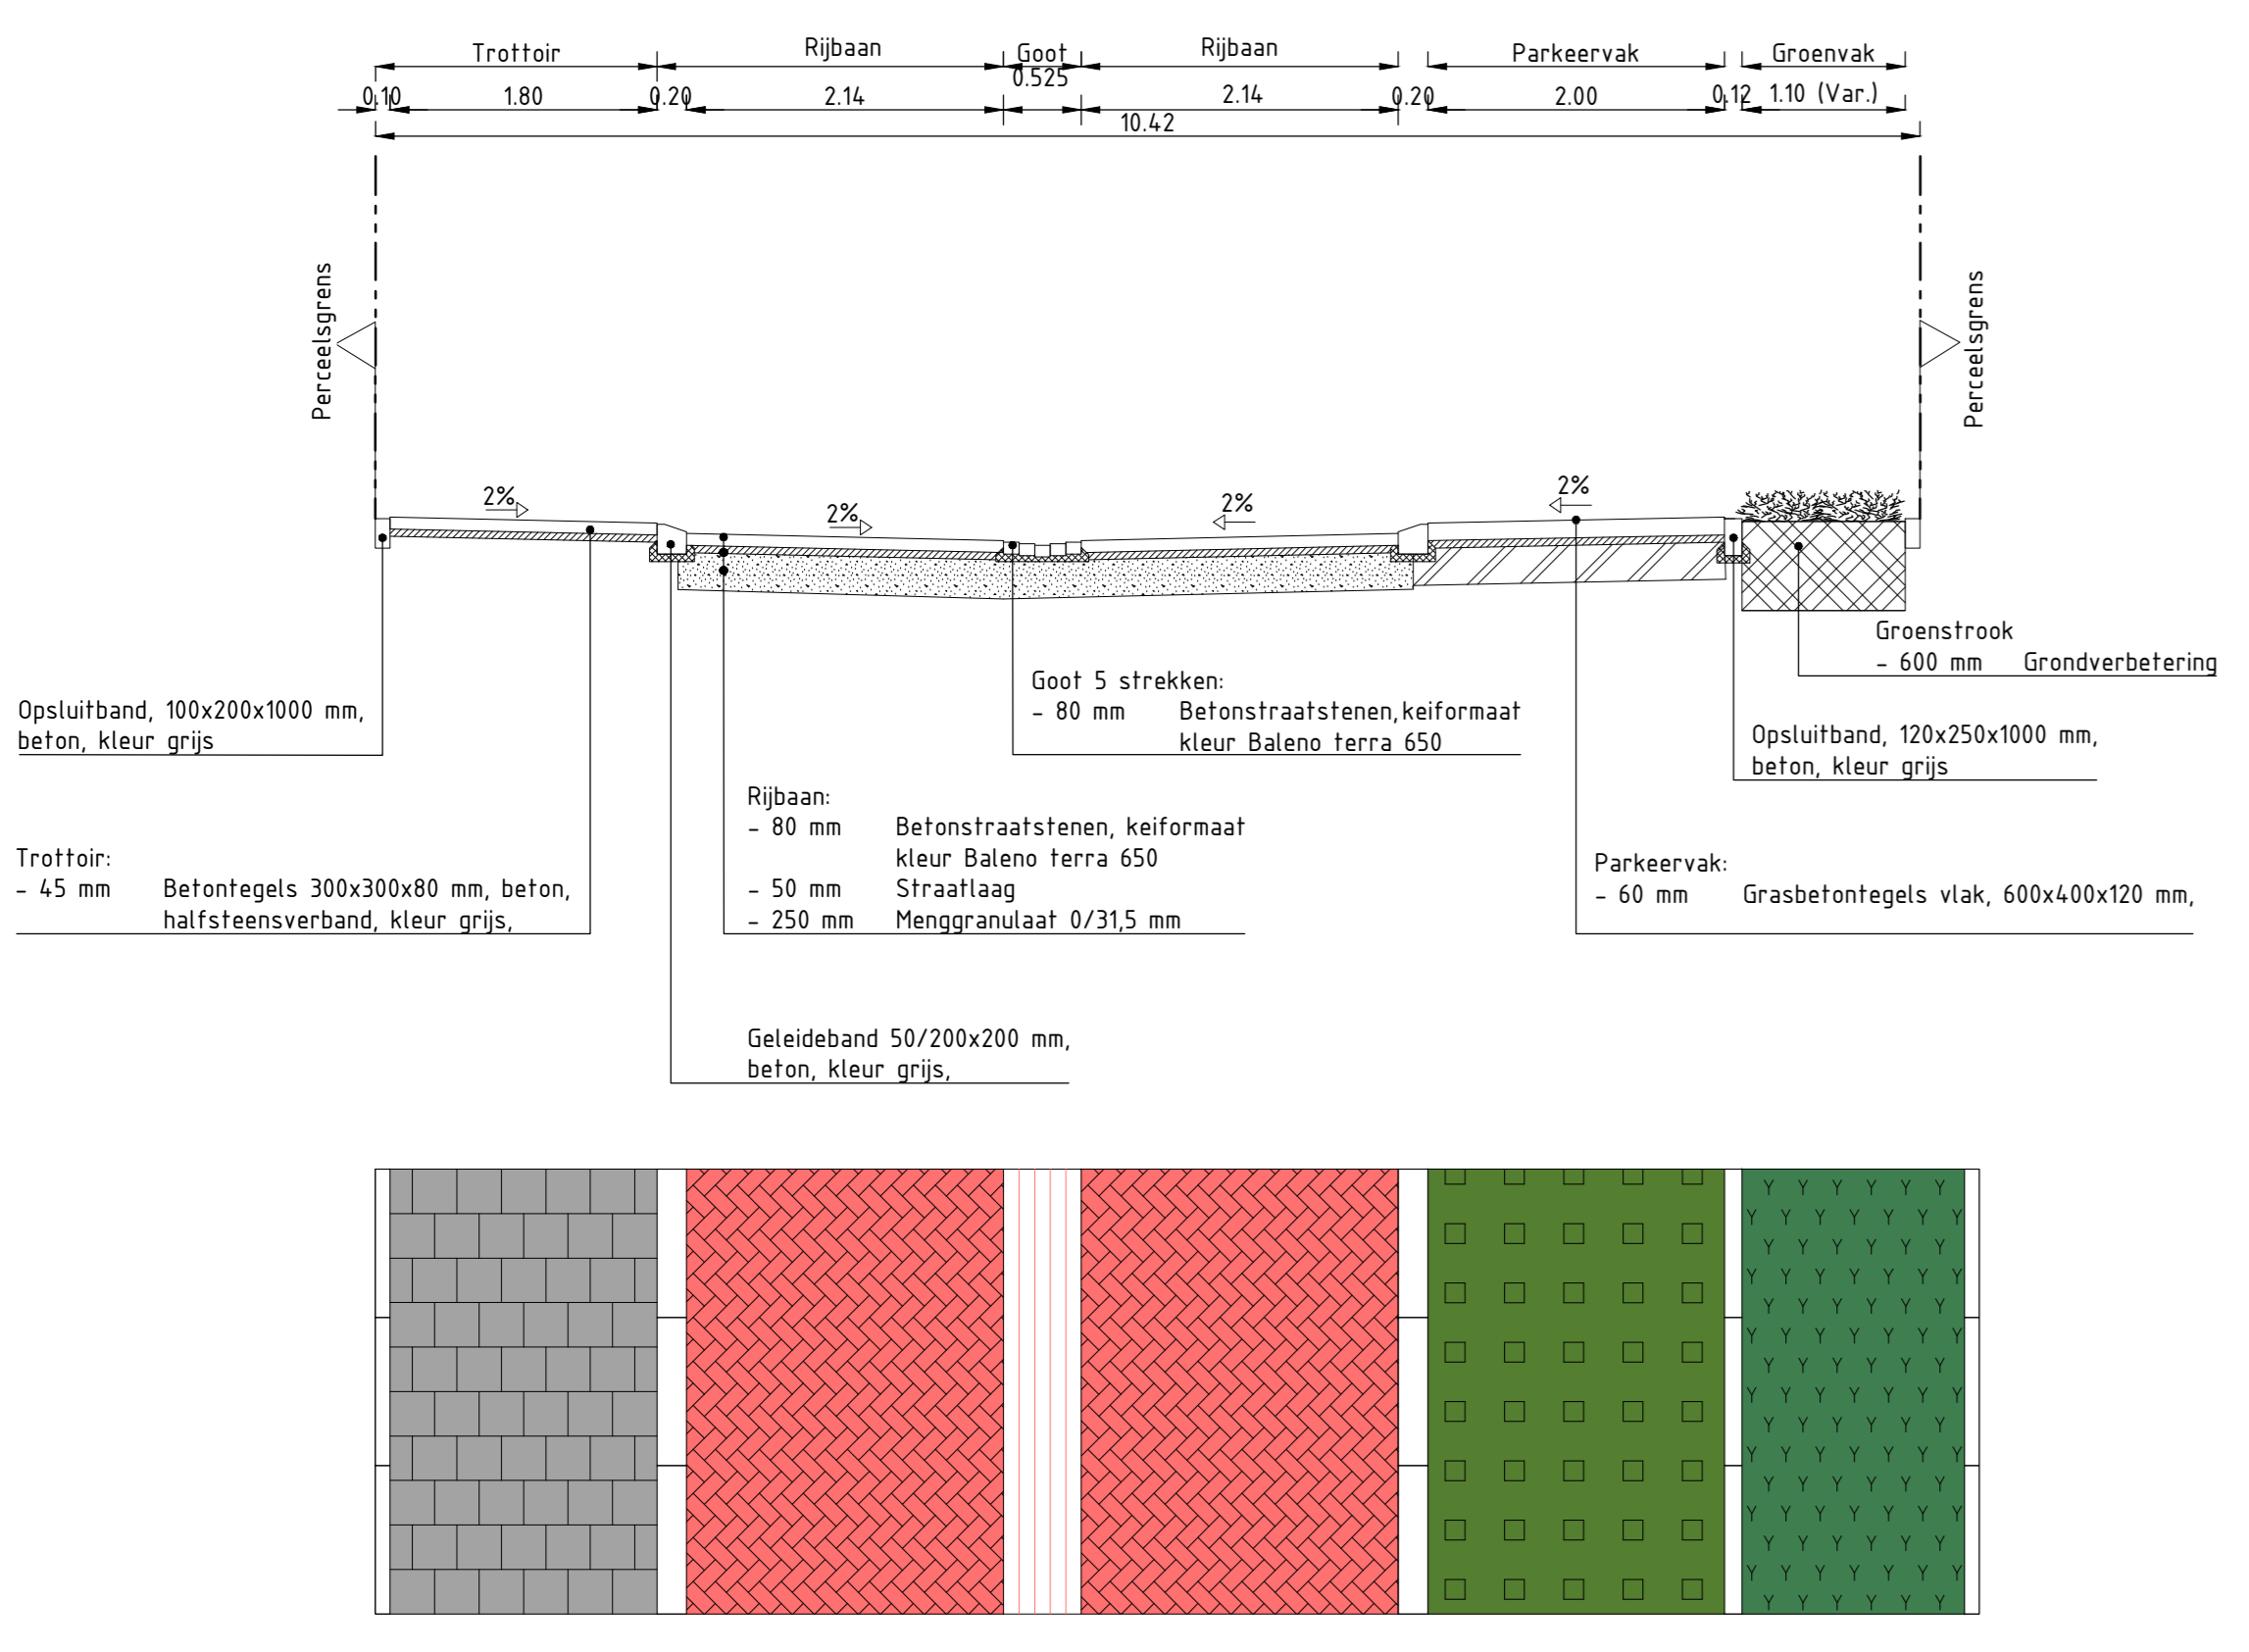 Trottoir Rijbaan Goot Rijbaan Parkeervak Groenvak
0.10 1.80 0.20 2.14 0.525 2.14 0.20 2.00 0.12 1.10 (Var.)
10.42
Perceelsgrens
Perceelsgrens
2% 2% 2% 2%
Groenstrook
- 600 mm Grondverbetering
Goot 5 strekken:
- 80 mm Betonstraatstenen, keiformaat
kleur Baleno terra 650
Opsluitband, 100x200x1000 mm,
beton, kleur grijs
Opsluitband, 120x250x1000 mm,
beton, kleur grijs
Rijbaan:
- 80 mm Betonstraatstenen, keiformaat
kleur Baleno terra 650
- 50 mm Straatlaag
- 250 mm Menggranulaat 0/31,5 mm
Trottoir:
- 45 mm Betontegels 300x300x80 mm, beton,
halfsteensverband, kleur grijs,
Parkeervak:
- 60 mm Grasbetontegels vlak, 600x400x120 mm,
Geleideband 50/200x200 mm,
beton, kleur grijs,